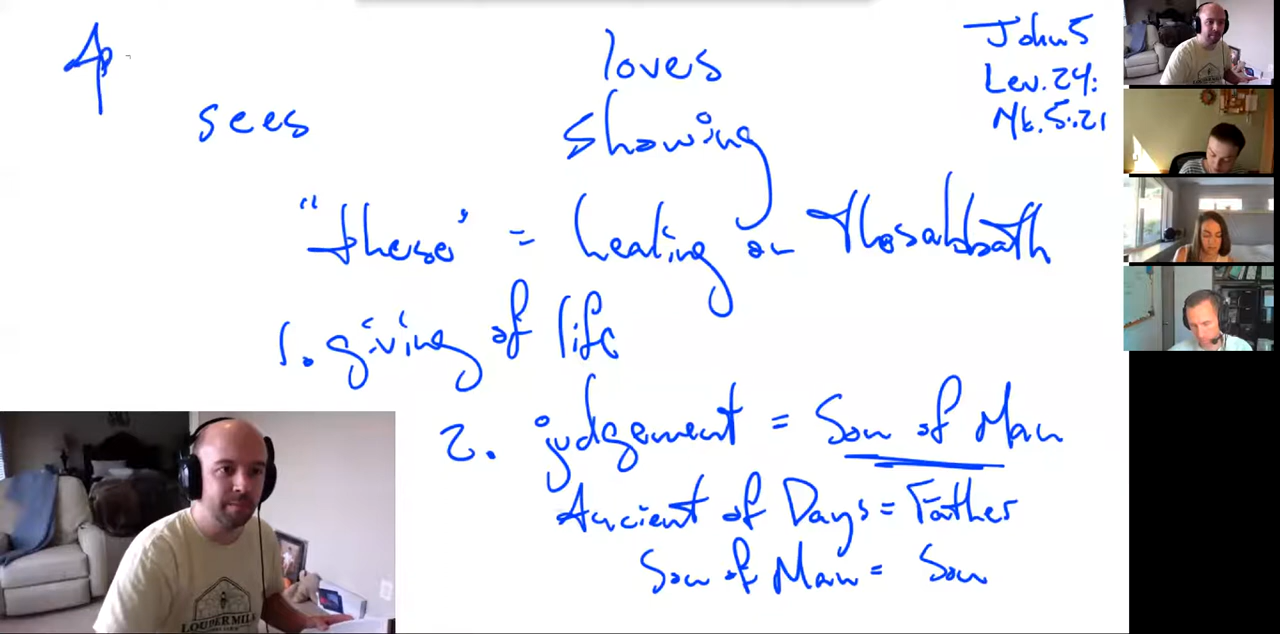 loves
John 5
Lev. 24:
Mt. 5:21
sees
showing
"these" = healing on the sabbath
1. giving of life
2. judgement = Son of Man
Ancient of Days = Father
Son of Man = Son